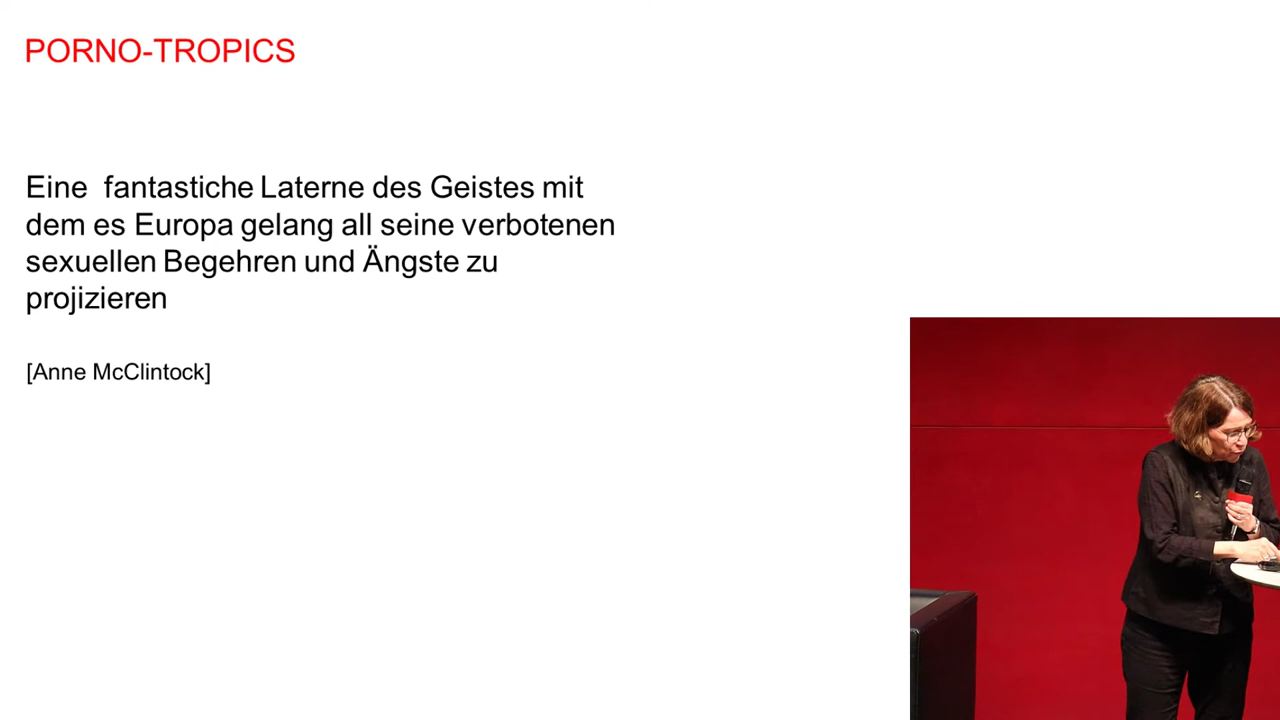 PORNO-TROPICS
Eine fantastiche Laterne des Geistes mit
dem es Europa gelang all seine verbotenen
sexuellen Begehren und Ängste zu
projizieren
[Anne McClintock]